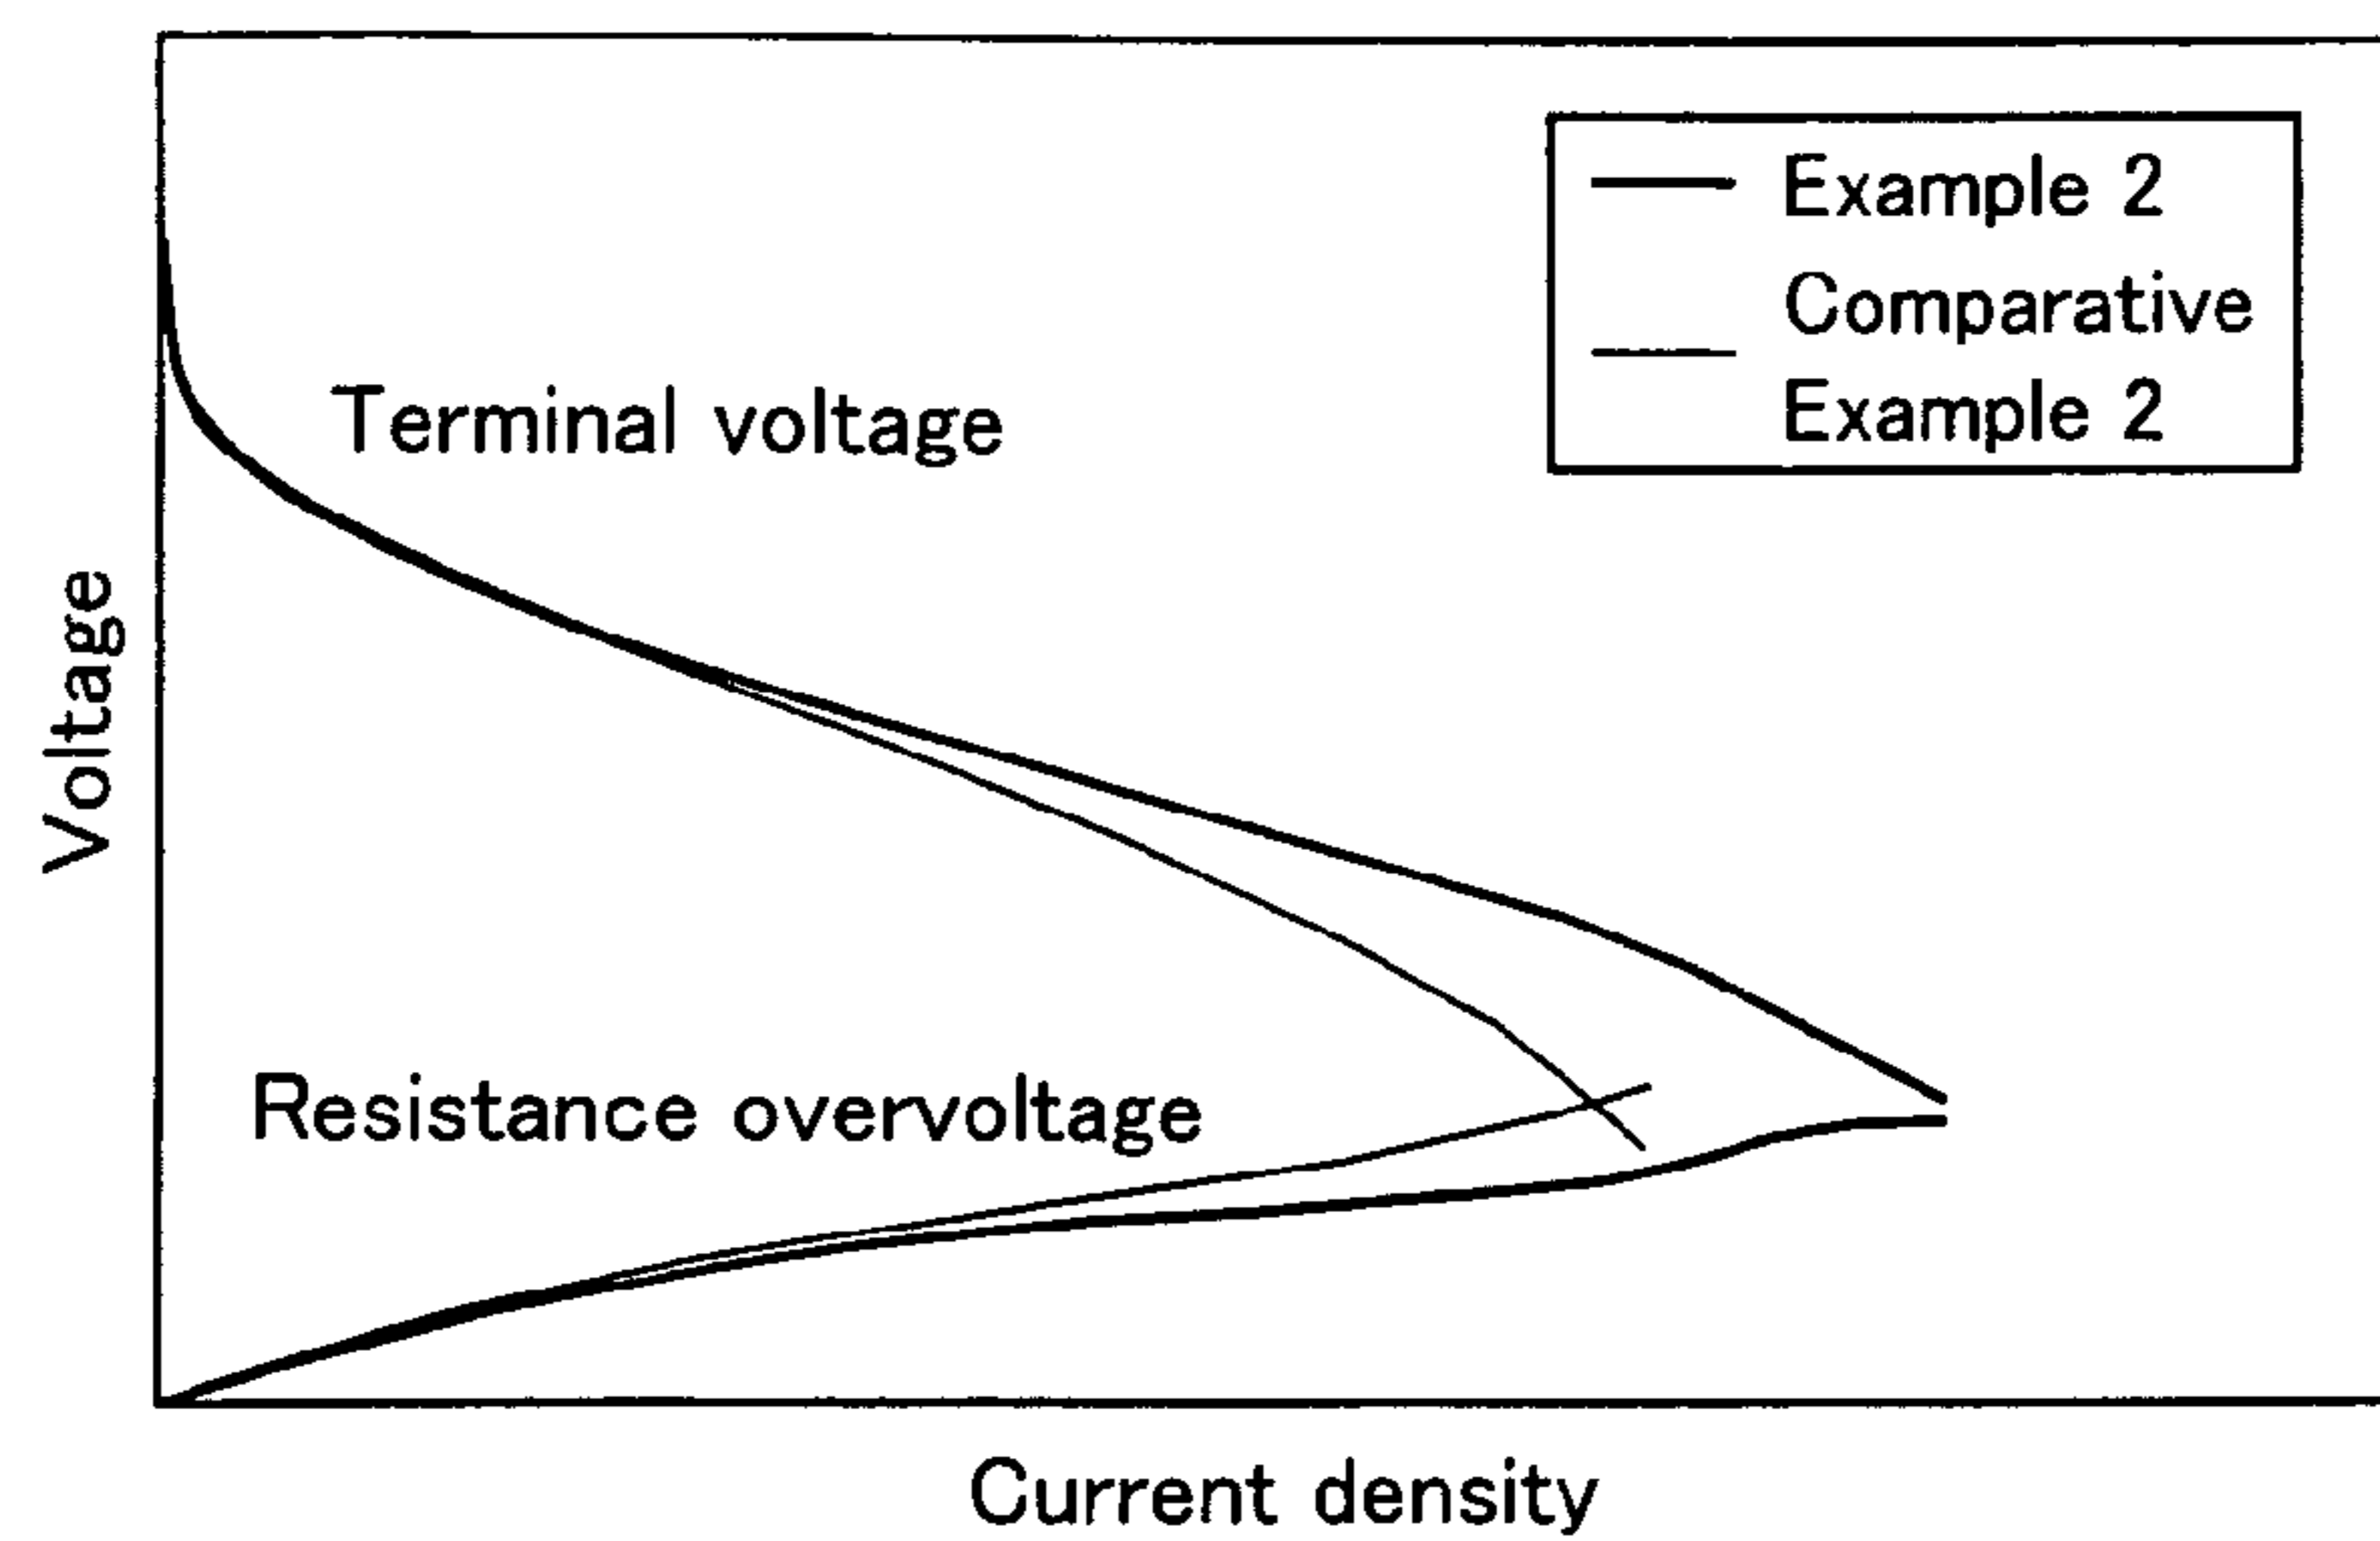 Example 2
Comparative
Example 2
Terminal voltage
Voltage
Resistance overvoltage
Current density